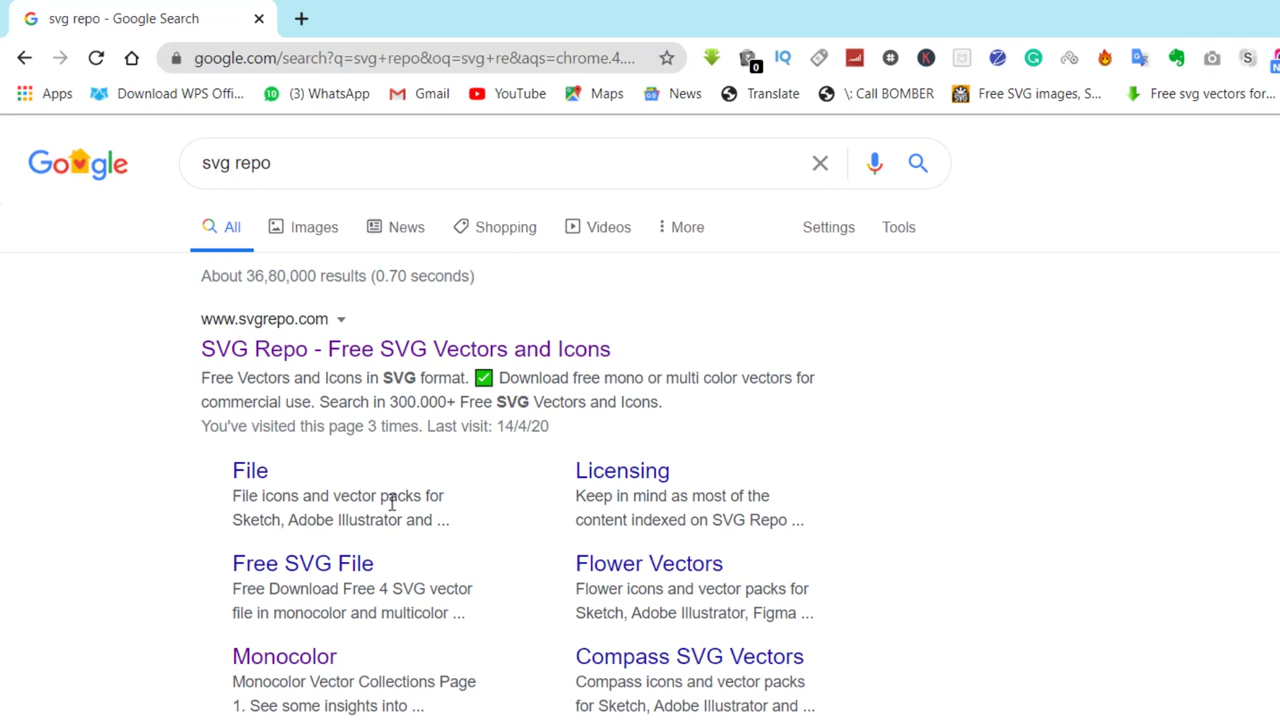 svg repo - Google Search
google.com/search?q=svg+repo&oq=svg+re&aqs=chrome.4....
0
IQ
K
S
N
Apps
Download WPS Offi...
10
(3) WhatsApp
Gmail
YouTube
Maps
News
Translate
\: Call BOMBER
Free SVG images, S...
Free svg vectors for...
Google
svg repo
All
Images
News
Shopping
Videos
More
Settings
Tools
About 36,80,000 results (0.70 seconds)
www.svgrepo.com
SVG Repo - Free SVG Vectors and Icons
Free Vectors and Icons in SVG format. ✅ Download free mono or multi color vectors for
commercial use. Search in 300.000+ Free SVG Vectors and Icons.
You've visited this page 3 times. Last visit: 14/4/20
File
File icons and vector packs for
Sketch, Adobe Illustrator and ...
Licensing
Keep in mind as most of the
content indexed on SVG Repo ...
Free SVG File
Free Download Free 4 SVG vector
file in monocolor and multicolor ...
Flower Vectors
Flower icons and vector packs for
Sketch, Adobe Illustrator, Figma ...
Monocolor
Monocolor Vector Collections Page
1. See some insights into ...
Compass SVG Vectors
Compass icons and vector packs
for Sketch, Adobe Illustrator and ...